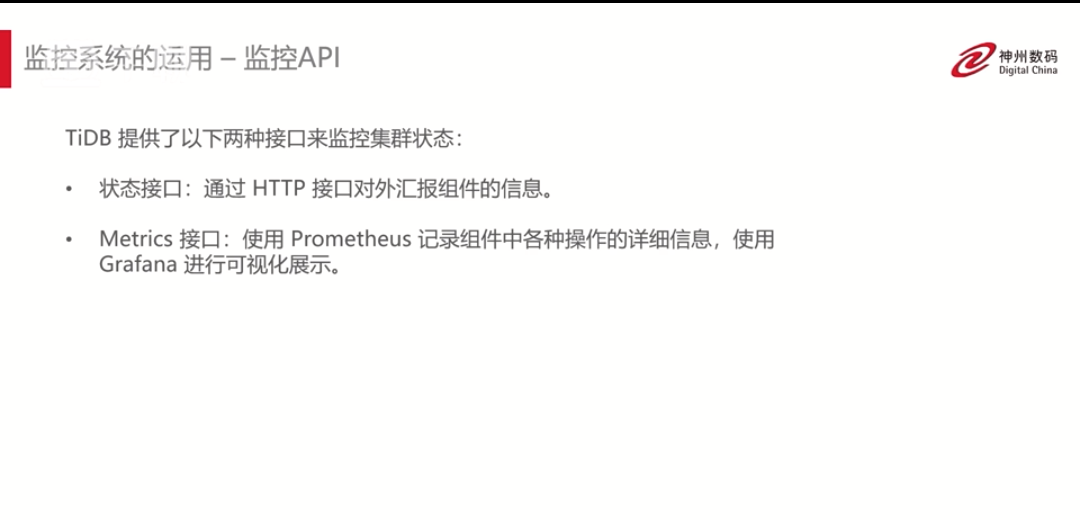 监控系统的运用 – 监控API
神州数码
Digital China
TiDB 提供了以下两种接口来监控集群状态：
• 状态接口：通过 HTTP 接口对外汇报组件的信息。
• Metrics 接口：使用 Prometheus 记录组件中各种操作的详细信息，使用
Grafana 进行可视化展示。